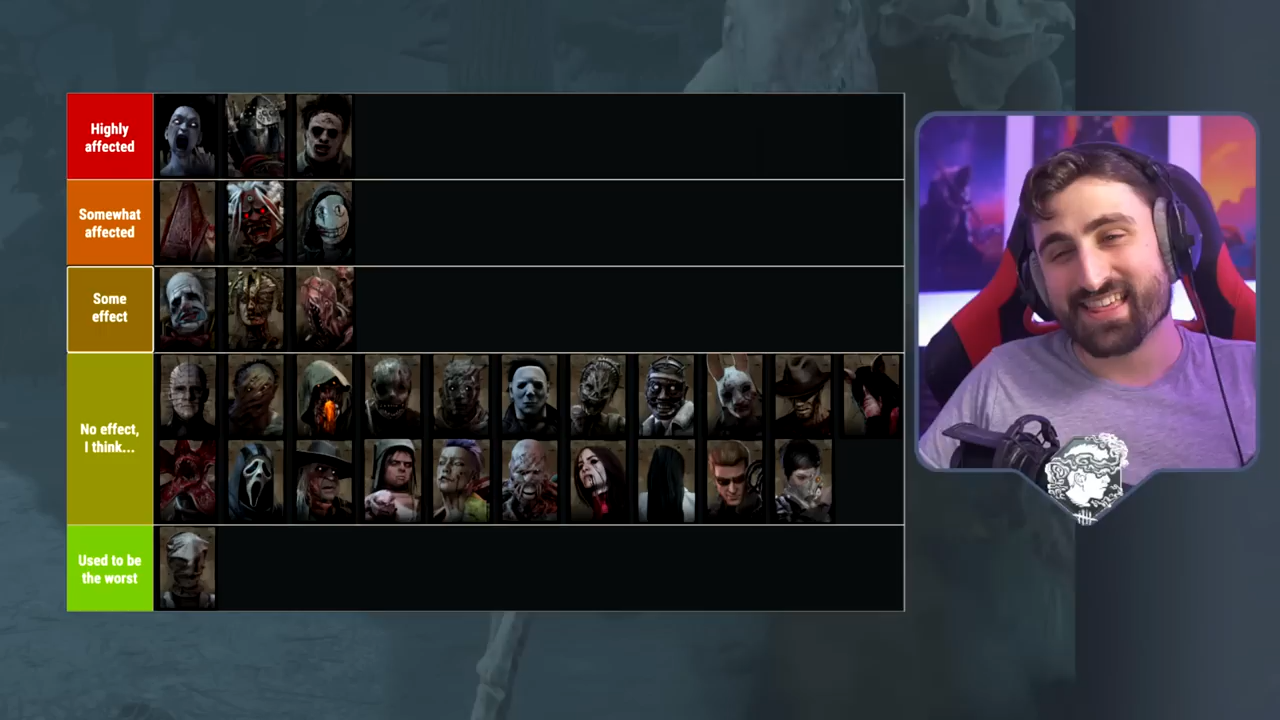 Highly
affected
Somewhat
affected
Some
effect
No effect,
I think...
Used to be
the worst